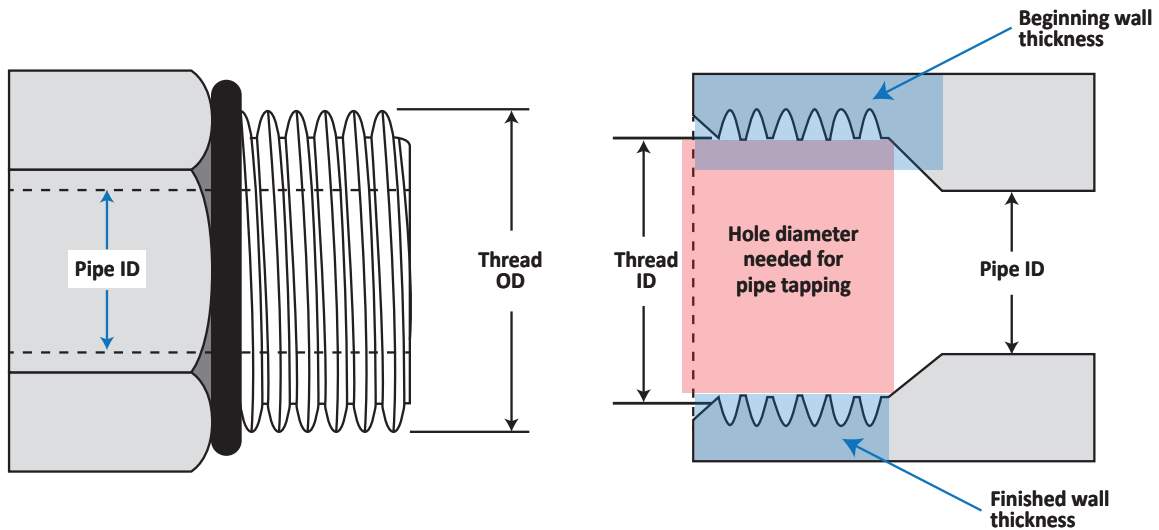 Beginning wall
thickness
Pipe ID
Thread
OD
Thread
ID
Hole diameter
needed for
pipe tapping
Pipe ID
Finished wall
thickness